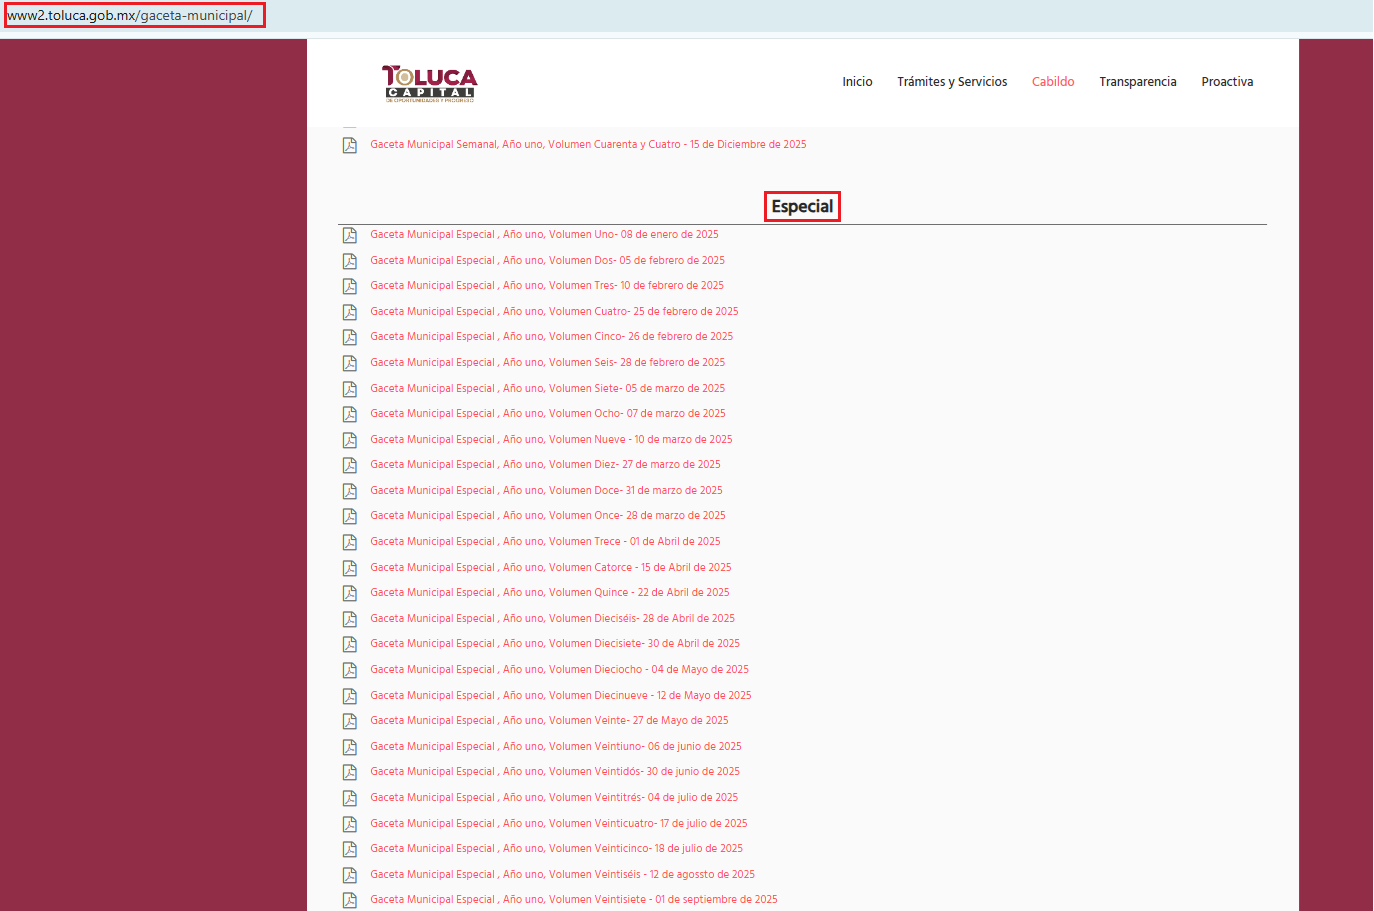 www2.toluca.gob.mx/gaceta-municipal/
TOLUCA
CAPITAL
DE OPORTUNIDADES Y PROGRESO
Inicio Trámites y Servicios Cabildo Transparencia Proactiva
Gaceta Municipal Semanal, Año uno, Volumen Cuarenta y Cuatro - 15 de Diciembre de 2025
Especial
Gaceta Municipal Especial , Año uno, Volumen Uno- 08 de enero de 2025
Gaceta Municipal Especial , Año uno, Volumen Dos- 05 de febrero de 2025
Gaceta Municipal Especial , Año uno, Volumen Tres- 10 de febrero de 2025
Gaceta Municipal Especial , Año uno, Volumen Cuatro- 25 de febrero de 2025
Gaceta Municipal Especial , Año uno, Volumen Cinco- 26 de febrero de 2025
Gaceta Municipal Especial , Año uno, Volumen Seis- 28 de febrero de 2025
Gaceta Municipal Especial , Año uno, Volumen Siete- 05 de marzo de 2025
Gaceta Municipal Especial , Año uno, Volumen Ocho- 07 de marzo de 2025
Gaceta Municipal Especial , Año uno, Volumen Nueve - 10 de marzo de 2025
Gaceta Municipal Especial , Año uno, Volumen Diez- 27 de marzo de 2025
Gaceta Municipal Especial , Año uno, Volumen Doce- 31 de marzo de 2025
Gaceta Municipal Especial , Año uno, Volumen Once- 28 de marzo de 2025
Gaceta Municipal Especial , Año uno, Volumen Trece - 01 de Abril de 2025
Gaceta Municipal Especial , Año uno, Volumen Catorce - 15 de Abril de 2025
Gaceta Municipal Especial , Año uno, Volumen Quince - 22 de Abril de 2025
Gaceta Municipal Especial , Año uno, Volumen Dieciséis- 28 de Abril de 2025
Gaceta Municipal Especial , Año uno, Volumen Diecisiete- 30 de Abril de 2025
Gaceta Municipal Especial , Año uno, Volumen Dieciocho - 04 de Mayo de 2025
Gaceta Municipal Especial , Año uno, Volumen Diecinueve - 12 de Mayo de 2025
Gaceta Municipal Especial , Año uno, Volumen Veinte- 27 de Mayo de 2025
Gaceta Municipal Especial , Año uno, Volumen Veintiuno- 06 de junio de 2025
Gaceta Municipal Especial , Año uno, Volumen Veintidós- 30 de junio de 2025
Gaceta Municipal Especial , Año uno, Volumen Veintitrés- 04 de julio de 2025
Gaceta Municipal Especial , Año uno, Volumen Veinticuatro- 17 de julio de 2025
Gaceta Municipal Especial , Año uno, Volumen Veinticinco- 18 de julio de 2025
Gaceta Municipal Especial , Año uno, Volumen Veintiséis - 12 de agossto de 2025
Gaceta Municipal Especial , Año uno, Volumen Veintisiete - 01 de septiembre de 2025